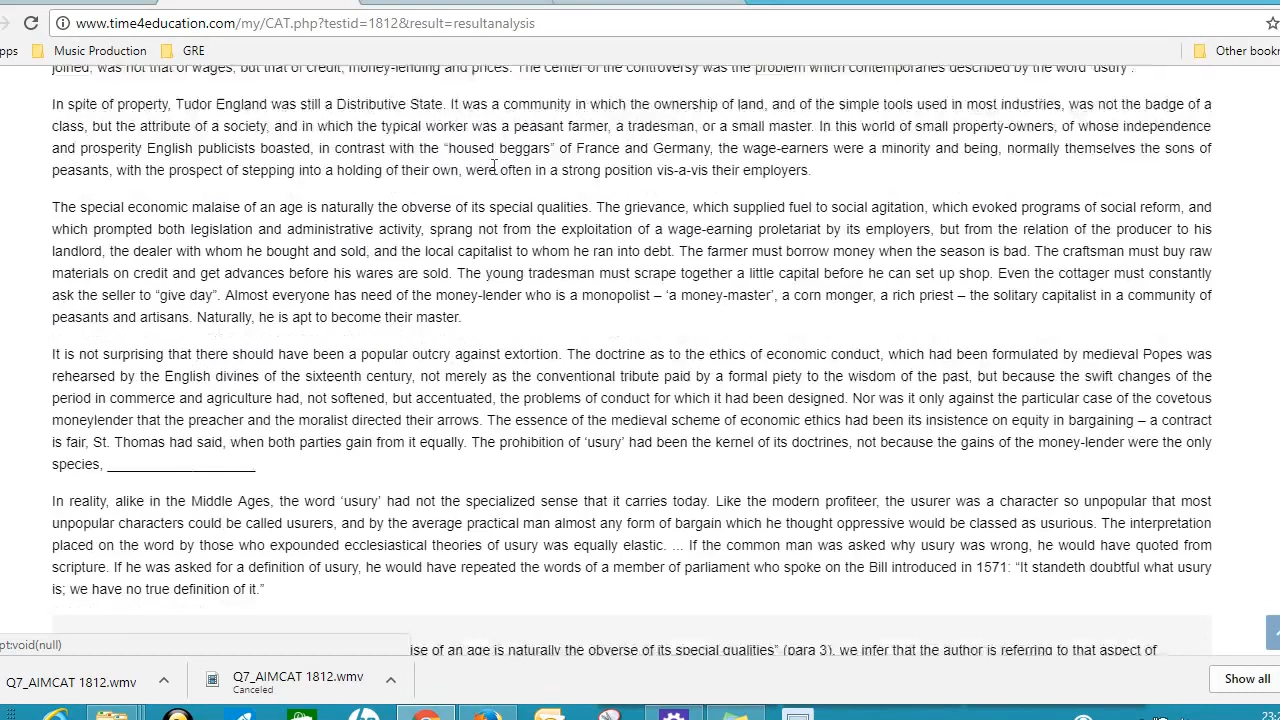 www.time4education.com/my/CAT.php?testid=1812&result=resultanalysis
pps Music Production GRE Other bookr
joined, was not that of wages, but that of credit, money-lending and prices. The center of the controversy was the problem which contemporaries described by the word ‘usury’.
In spite of property, Tudor England was still a Distributive State. It was a community in which the ownership of land, and of the simple tools used in most industries, was not the badge of a
class, but the attribute of a society, and in which the typical worker was a peasant farmer, a tradesman, or a small master. In this world of small property-owners, of whose independence
and prosperity English publicists boasted, in contrast with the “housed beggars” of France and Germany, the wage-earners were a minority and being, normally themselves the sons of
peasants, with the prospect of stepping into a holding of their own, were often in a strong position vis-a-vis their employers.
The special economic malaise of an age is naturally the obverse of its special qualities. The grievance, which supplied fuel to social agitation, which evoked programs of social reform, and
which prompted both legislation and administrative activity, sprang not from the exploitation of a wage-earning proletariat by its employers, but from the relation of the producer to his
landlord, the dealer with whom he bought and sold, and the local capitalist to whom he ran into debt. The farmer must borrow money when the season is bad. The craftsman must buy raw
materials on credit and get advances before his wares are sold. The young tradesman must scrape together a little capital before he can set up shop. Even the cottager must constantly
ask the seller to “give day”. Almost everyone has need of the money-lender who is a monopolist – ‘a money-master’, a corn monger, a rich priest – the solitary capitalist in a community of
peasants and artisans. Naturally, he is apt to become their master.
It is not surprising that there should have been a popular outcry against extortion. The doctrine as to the ethics of economic conduct, which had been formulated by medieval Popes was
rehearsed by the English divines of the sixteenth century, not merely as the conventional tribute paid by a formal piety to the wisdom of the past, but because the swift changes of the
period in commerce and agriculture had, not softened, but accentuated, the problems of conduct for which it had been designed. Nor was it only against the particular case of the covetous
moneylender that the preacher and the moralist directed their arrows. The essence of the medieval scheme of economic ethics had been its insistence on equity in bargaining – a contract
is fair, St. Thomas had said, when both parties gain from it equally. The prohibition of ‘usury’ had been the kernel of its doctrines, not because the gains of the money-lender were the only
species, ____________________
In reality, alike in the Middle Ages, the word ‘usury’ had not the specialized sense that it carries today. Like the modern profiteer, the usurer was a character so unpopular that most
unpopular characters could be called usurers, and by the average practical man almost any form of bargain which he thought oppressive would be classed as usurious. The interpretation
placed on the word by those who expounded ecclesiastical theories of usury was equally elastic. ... If the common man was asked why usury was wrong, he would have quoted from
scripture. If he was asked for a definition of usury, he would have repeated the words of a member of parliament who spoke on the Bill introduced in 1571: “It standeth doubtful what usury
is; we have no true definition of it.”
pt:void(null)
ise of an age is naturally the obverse of its special qualities” (para 3), we infer that the author is referring to that aspect of
Q7_AIMCAT 1812.wmv
Q7_AIMCAT 1812.wmv
Canceled
Show all